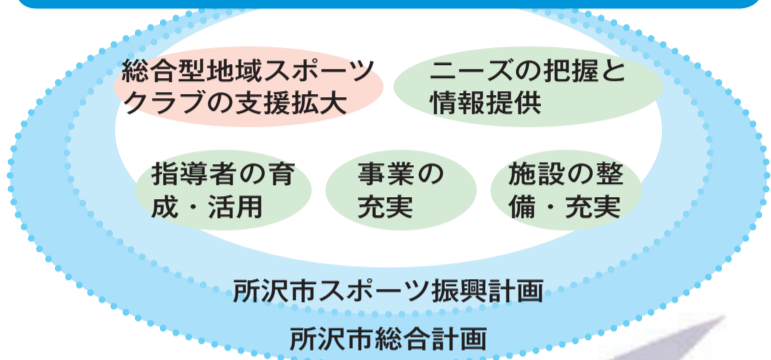 総合型地域スポーツ
クラブの支援拡大
ニーズの把握と
情報提供
指導者の育
成・活用
事業の
充実
施設の整
備・充実
所沢市スポーツ振興計画
所沢市総合計画